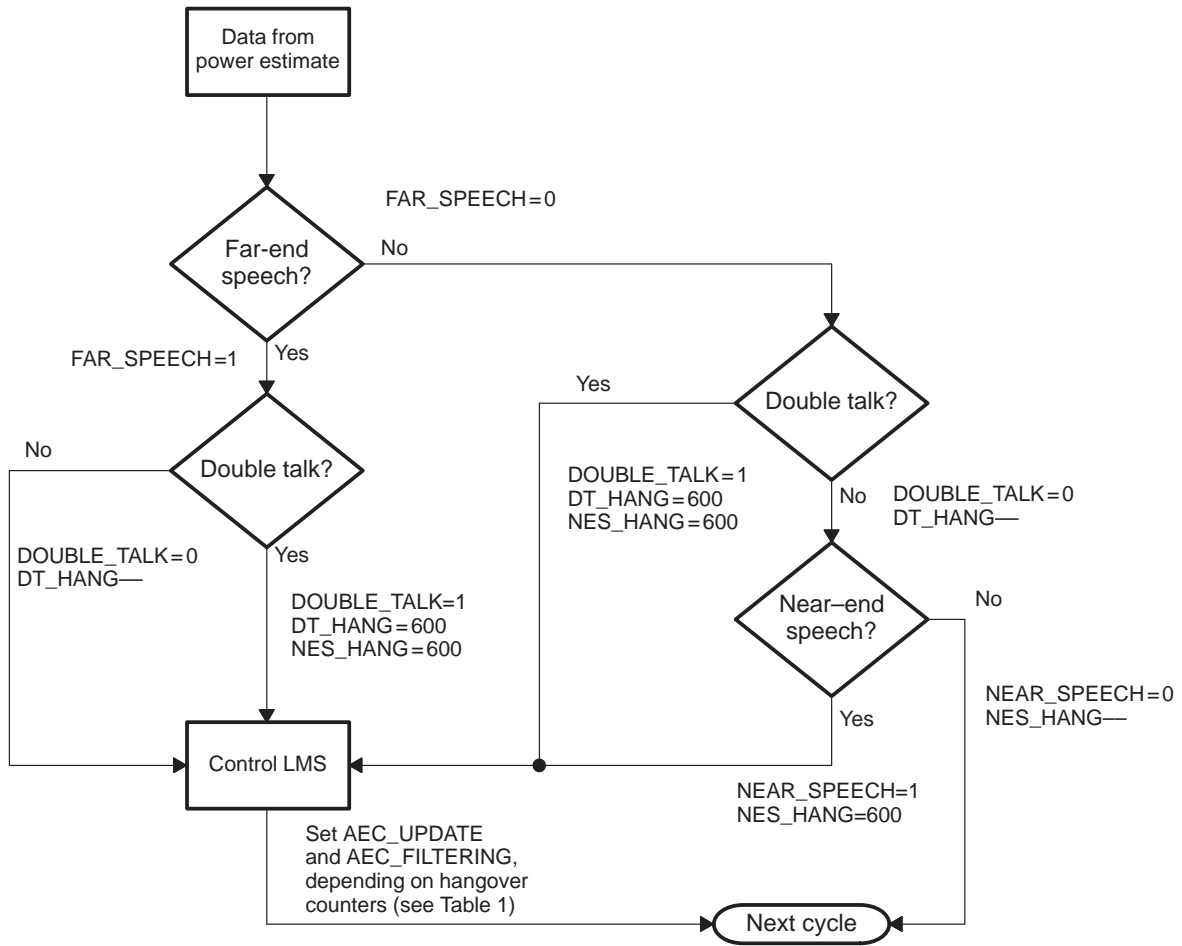 Data from
power estimate
FAR_SPEECH=0
Far-end
speech?
No
FAR_SPEECH=1
Yes
Yes
Double talk?
No
Double talk?
DOUBLE_TALK=1
DT_HANG=600
NES_HANG=600
No
DOUBLE_TALK=0
DT_HANG––
DOUBLE_TALK=0
DT_HANG––
Yes
DOUBLE_TALK=1
DT_HANG=600
NES_HANG=600
Near–end
speech?
No
NEAR_SPEECH=0
NES_HANG––
Yes
Control LMS
NEAR_SPEECH=1
NES_HANG=600
Set AEC_UPDATE
and AEC_FILTERING,
depending on hangover
counters (see Table 1)
Next cycle